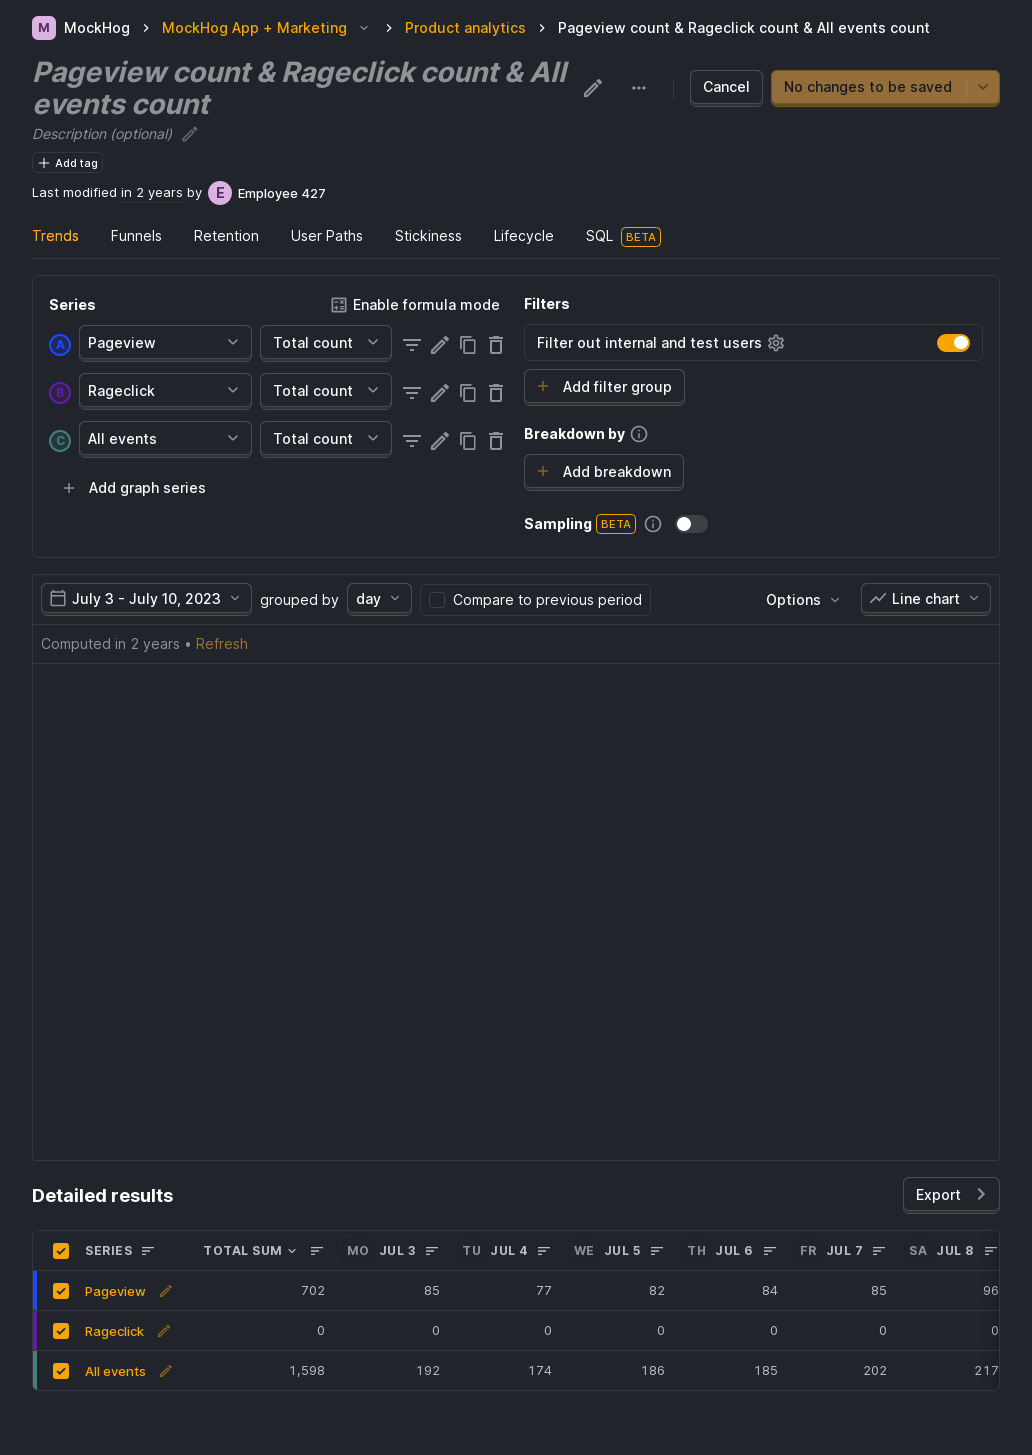 M MockHog MockHog App + Marketing Product analytics Pageview count & Rageclick count & All events count
Pageview count & Rageclick count & All
events count
Cancel
No changes to be saved
Description (optional)
Add tag
Last modified in 2 years by E Employee 427
Trends Funnels Retention User Paths Stickiness Lifecycle SQL BETA
Series
Enable formula mode
A Pageview Total count
B Rageclick Total count
C All events Total count
Add graph series
Filters
Filter out internal and test users
Add filter group
Breakdown by
Add breakdown
Sampling BETA
July 3 - July 10, 2023 grouped by day Compare to previous period Options Line chart
Computed in 2 years • Refresh
Detailed results
Export
SERIES TOTAL SUM MO JUL 3 TU JUL 4 WE JUL 5 TH JUL 6 FR JUL 7 SA JUL 8
Pageview 702 85 77 82 84 85 96
Rageclick 0 0 0 0 0 0 0
All events 1,598 192 174 186 185 202 217